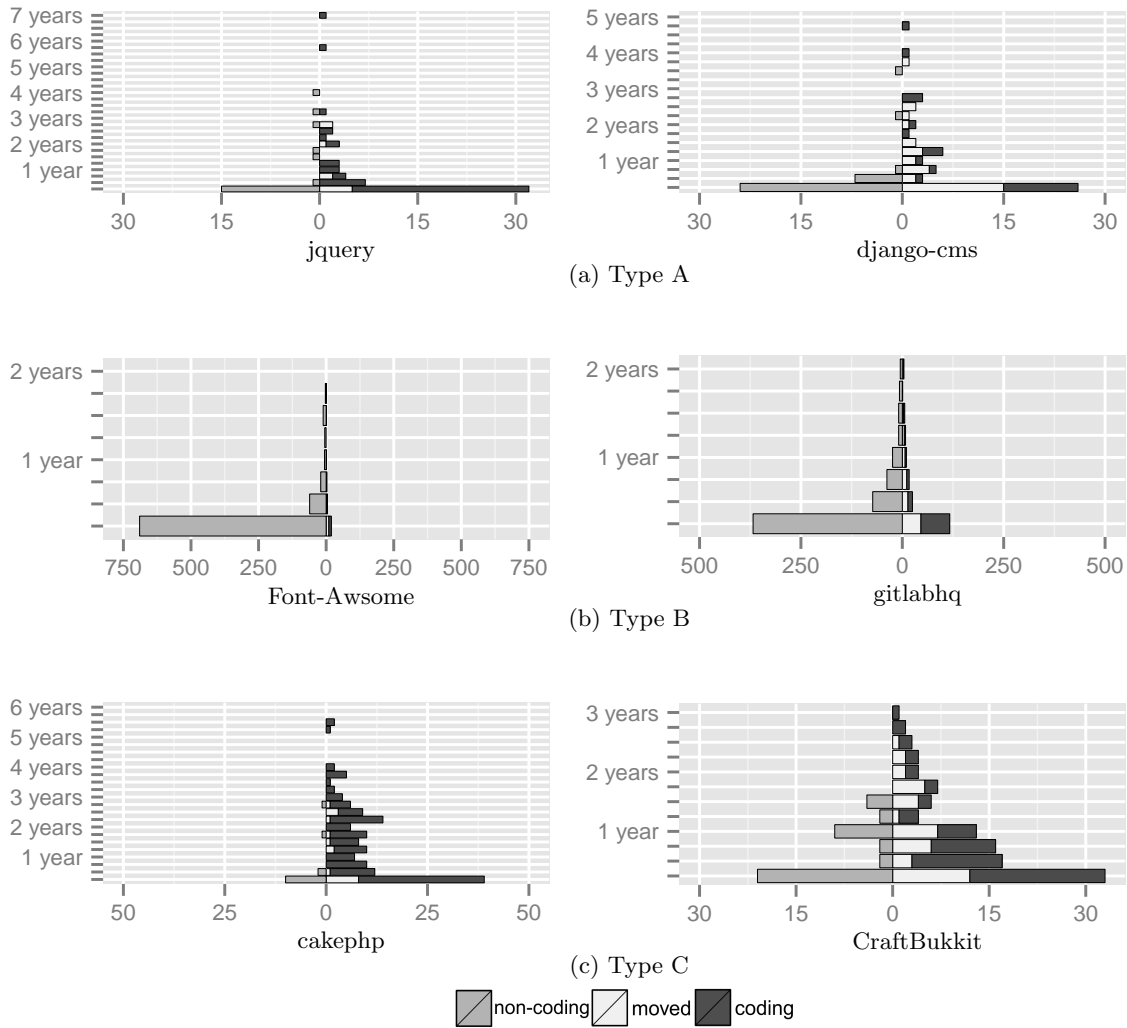 7 years
6 years
5 years
4 years
3 years
2 years
1 year
30 15 0 15 30
jquery
5 years
4 years
3 years
2 years
1 year
30 15 0 15 30
django-cms
(a) Type A
2 years
1 year
750 500 250 0 250 500 750
Font-Awsome
2 years
1 year
500 250 0 250 500
gitlabhq
(b) Type B
6 years
5 years
4 years
3 years
2 years
1 year
50 25 0 25 50
cakephp
3 years
2 years
1 year
30 15 0 15 30
CraftBukkit
(c) Type C
non-coding moved coding